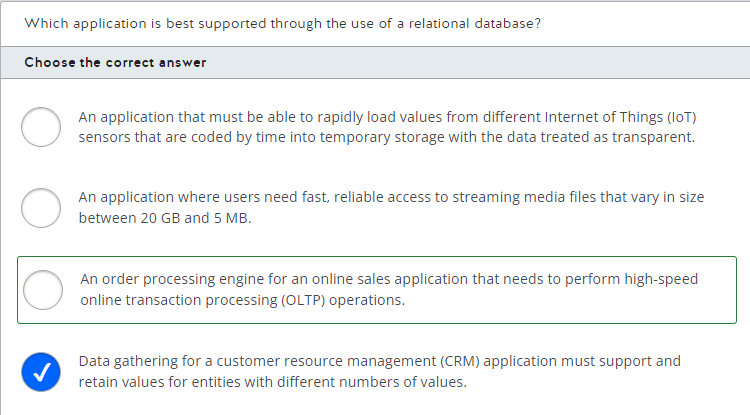 Which application is best supported through the use of a relational database?
Choose the correct answer
An application that must be able to rapidly load values from different Internet of Things (IoT)
sensors that are coded by time into temporary storage with the data treated as transparent.
An application where users need fast, reliable access to streaming media files that vary in size
between 20 GB and 5 MB.
An order processing engine for an online sales application that needs to perform high-speed
online transaction processing (OLTP) operations.
Data gathering for a customer resource management (CRM) application must support and
retain values for entities with different numbers of values.